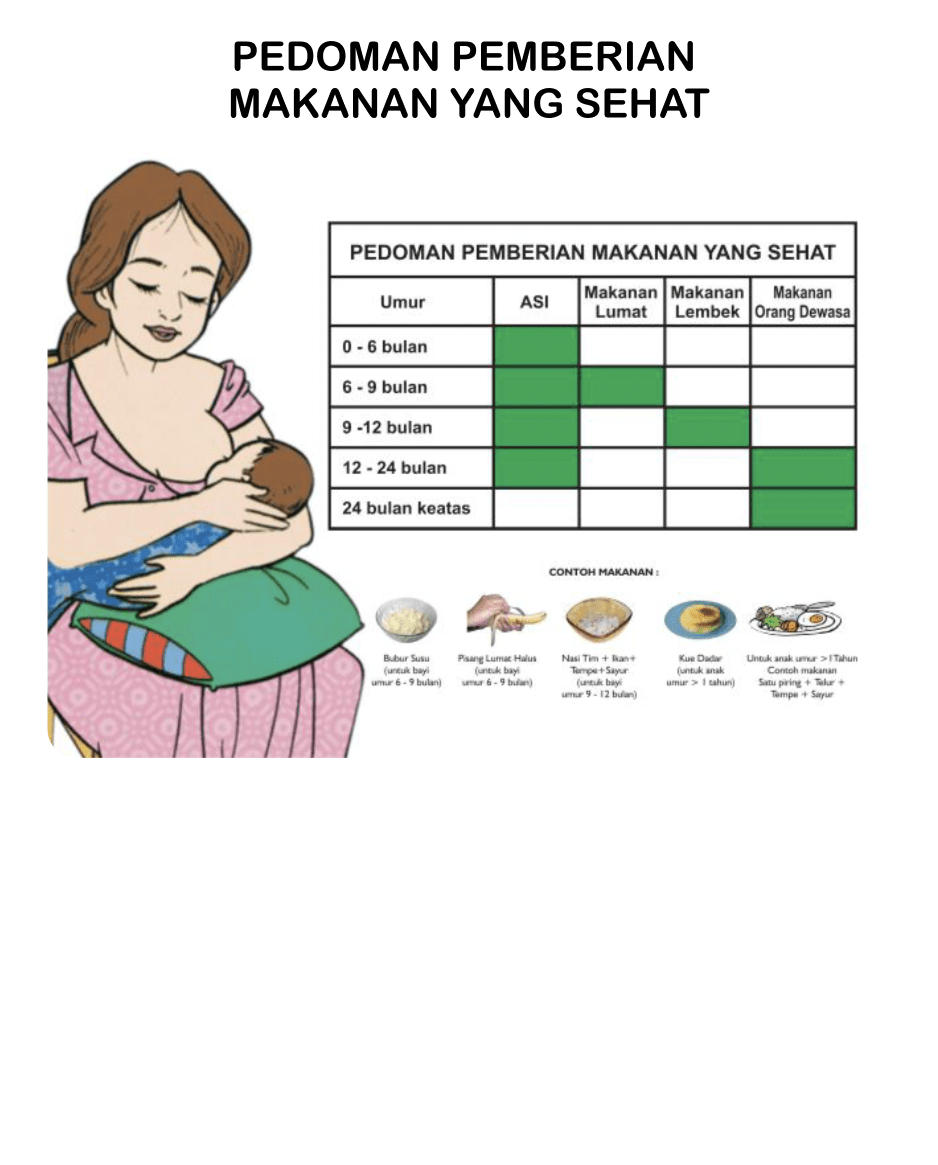 PEDOMAN PEMBERIAN
MAKANAN YANG SEHAT
PEDOMAN PEMBERIAN MAKANAN YANG SEHAT
Umur
ASI
Makanan
Lumat
Makanan
Lembek
Makanan
Orang Dewasa
0 - 6 bulan
6 - 9 bulan
9 -12 bulan
12 - 24 bulan
24 bulan keatas
CONTOH MAKANAN :
Bubur Susu
(untuk bayi
umur 6 - 9 bulan)
Pisang Lumat Halus
(untuk bayi
umur 6 - 9 bulan)
Nasi Tim + Ikan+
Tempe+Sayur
(untuk bayi
umur 9 - 12 bulan)
Kue Dadar
(untuk anak
umur > 1 tahun)
Untuk anak umur >1Tahun
Contoh makanan
Satu piring + Telur +
Tempe + Sayur